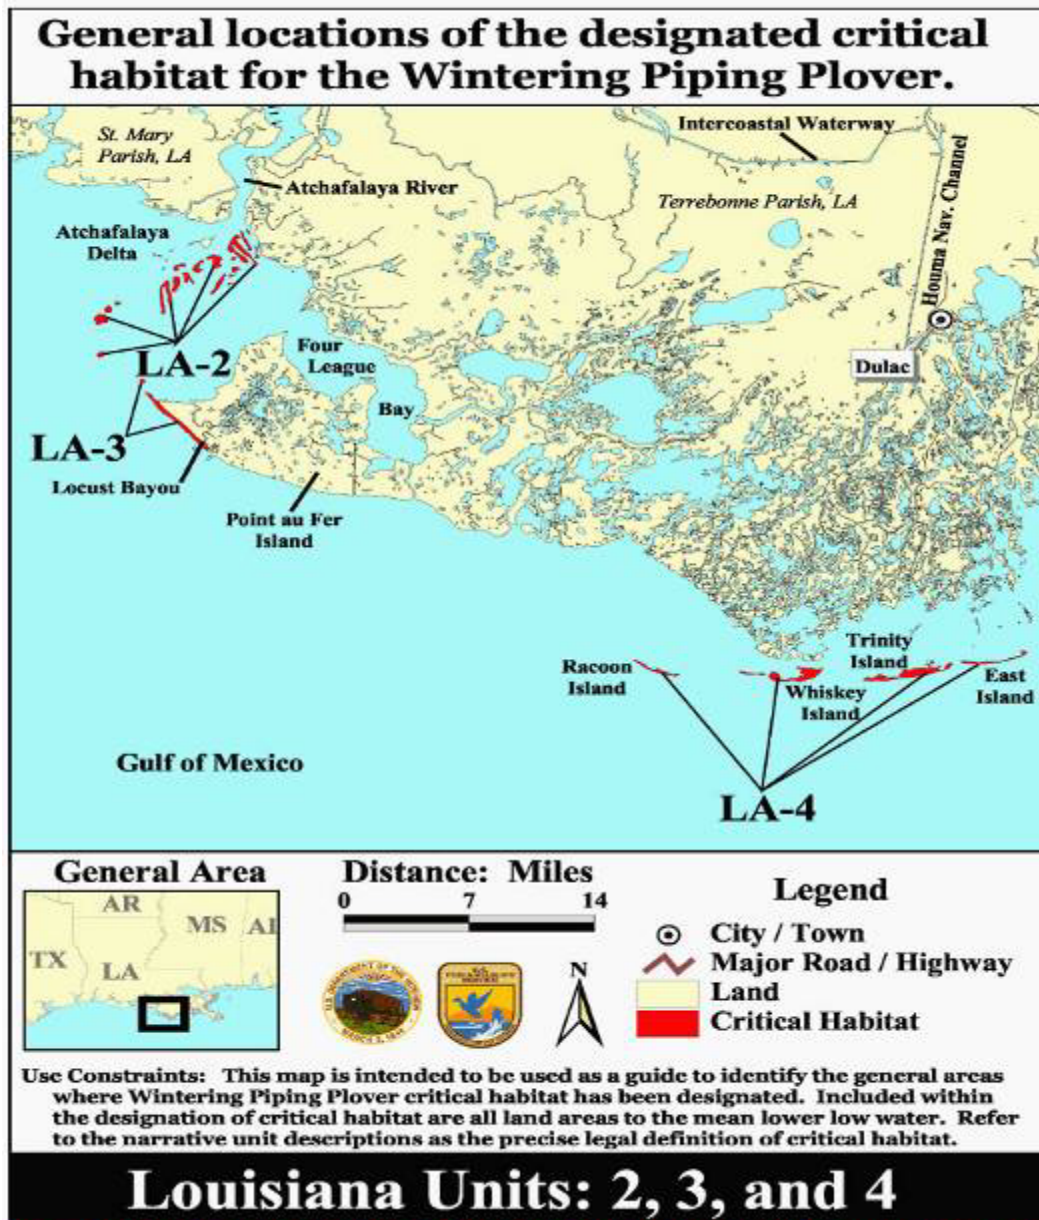 General locations of the designated critical
habitat for the Wintering Piping Plover.
St. Mary
Parish, LA
Intercoastal Waterway
Atchafalaya River
Terrebonne Parish, LA
Houma Nav. Channel
Atchafalaya
Delta
LA-2
Four
League
Bay
Dulac
LA-3
Locust Bayou
Point au Fer
Island
Racoon
Island
Whiskey
Island
Trinity
Island
East
Island
Gulf of Mexico
LA-4
General Area
AR
MS
AL
TX
LA
Distance: Miles
0 7 14
N
Legend
City / Town
Major Road / Highway
Land
Critical Habitat
Use Constraints: This map is intended to be used as a guide to identify the general areas
where Wintering Piping Plover critical habitat has been designated. Included within
the designation of critical habitat are all land areas to the mean lower low water. Refer
to the narrative unit descriptions as the precise legal definition of critical habitat.
Louisiana Units: 2, 3, and 4